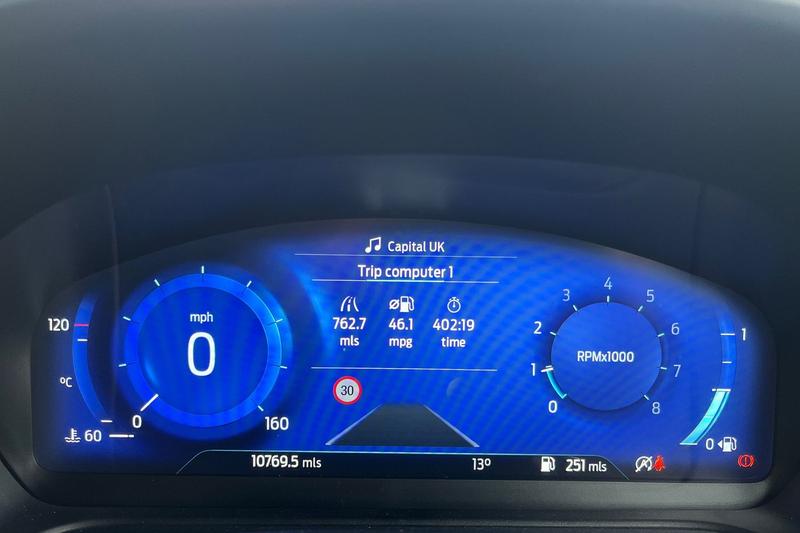 Capital UK
Trip computer 1
762.7 46.1 402:19
mls mpg time
mph
0
0 160
120
ºC
60
30
RPMx1000
0 1 2 3 4 5 6 7 8
1
0
10769.5 mls 13º 251 mls